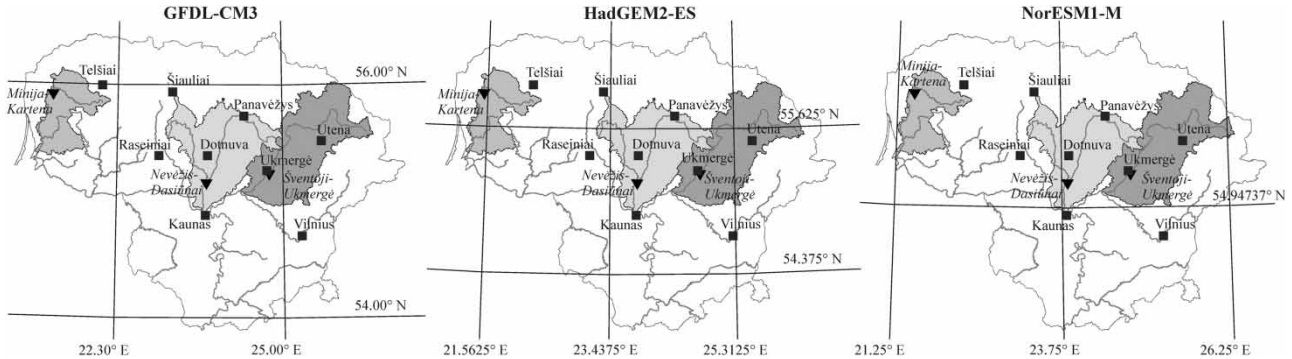 GFDL-CM3
56.00° N
Telšiai
Šiauliai
Minija-
Kartena
Panavėžys
Utena
Raseiniai
Dotnuva
Ukmergė
Nevėžis-
Dasiūnai
Šventoji-
Ukmergė
Kaunas
Vilnius
54.00° N
22.30° E
25.00° E
HadGEM2-ES
Telšiai
Šiauliai
Minija-
Kartena
Panavėžys
55.625° N
Utena
Raseiniai
Dotnuva
Ukmergė
Nevėžis-
Dasiūnai
Šventoji-
Ukmergė
Kaunas
Vilnius
54.375° N
21.5625° E
23.4375° E
25.3125° E
NorESM1-M
Minija-
Kartena
Telšiai
Šiauliai
Panavėžys
Utena
Raseiniai
Dotnuva
Ukmergė
Nevėžis-
Dasiūnai
Šventoji-
Ukmergė
54.94737° N
Kaunas
Vilnius
21.25° E
23.75° E
26.25° E